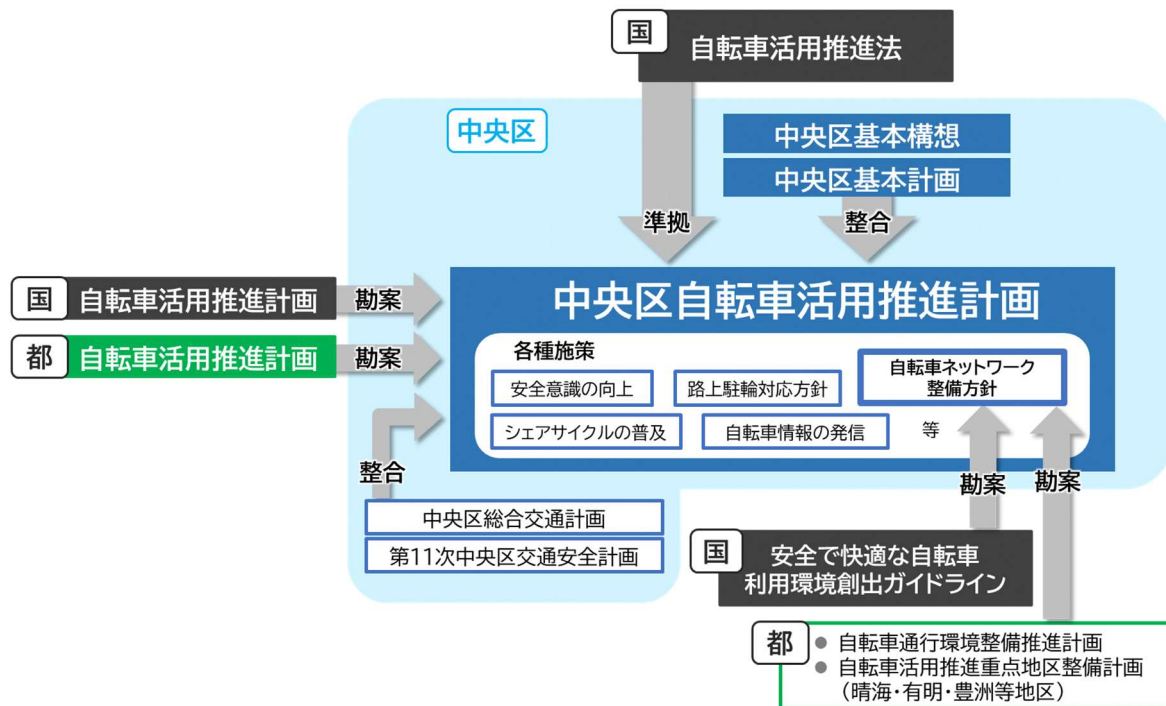 国
自転車活用推進法
中央区
中央区基本構想
中央区基本計画
準拠
整合
国
自転車活用推進計画
勘案
都
自転車活用推進計画
勘案
中央区自転車活用推進計画
各種施策
安全意識の向上
路上駐輪対応方針
自転車ネットワーク
整備方針
シェアサイクルの普及
自転車情報の発信
等
整合
中央区総合交通計画
第11次中央区交通安全計画
勘案
勘案
国
安全で快適な自転車
利用環境創出ガイドライン
都
● 自転車通行環境整備推進計画
● 自転車活用推進重点地区整備計画
（晴海・有明・豊洲等地区）